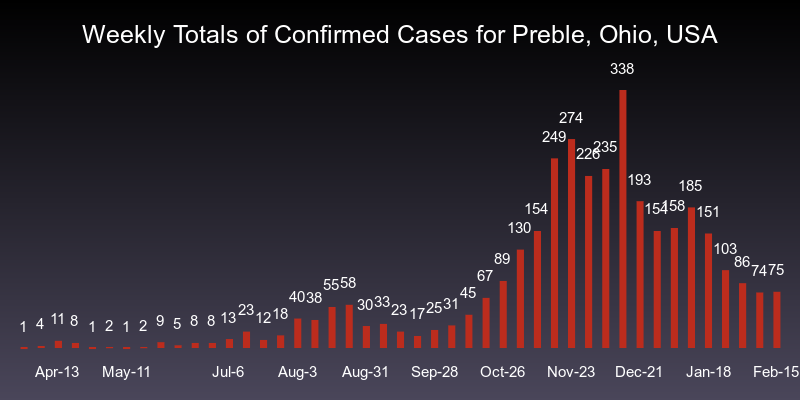 Weekly Totals of Confirmed Cases for Preble, Ohio, USA
1 4 11 8 1 2 1 2 9 5 8 8 13 23 12 18 40 38 55 58 30 33 23 17 25 31 45 67 89 130 154 249 274 226 235 338 193 154 158 185 151 103 86 74 75
Apr-13 May-11 Jul-6 Aug-3 Aug-31 Sep-28 Oct-26 Nov-23 Dec-21 Jan-18 Feb-15